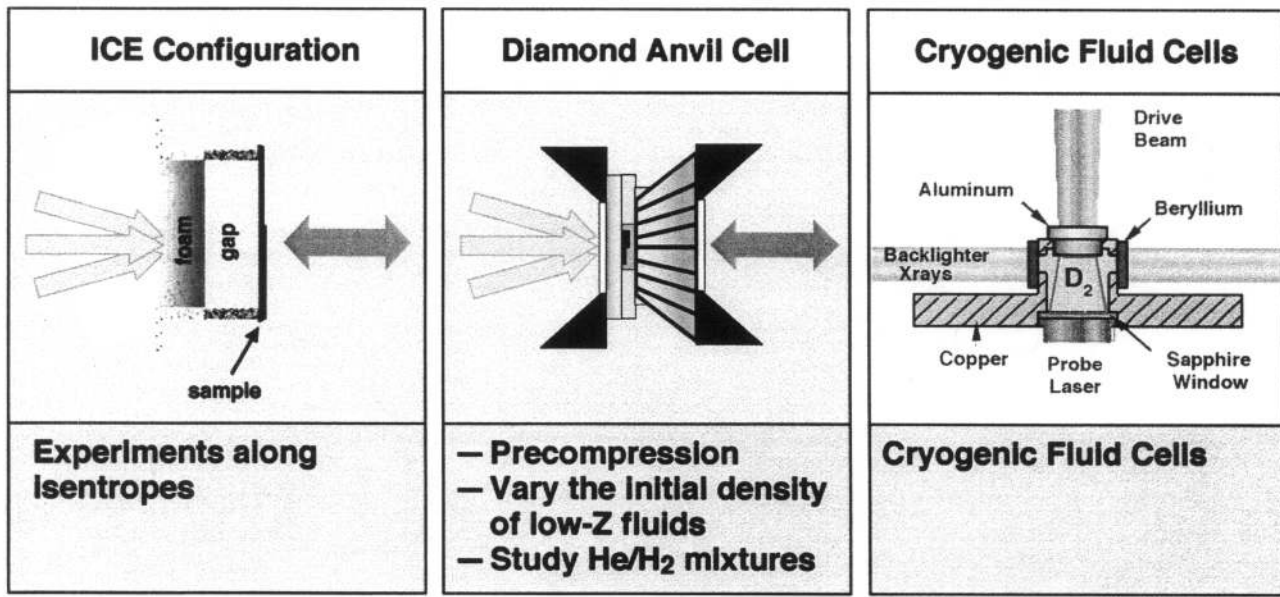 ICE Configuration
foam
gap
sample
Experiments along
isentropes
Diamond Anvil Cell
— Precompression
— Vary the initial density
of low-Z fluids
— Study He/H₂ mixtures
Cryogenic Fluid Cells
Drive
Beam
Aluminum
Beryllium
Backlighter
Xrays
D₂
Copper
Probe
Laser
Sapphire
Window
Cryogenic Fluid Cells